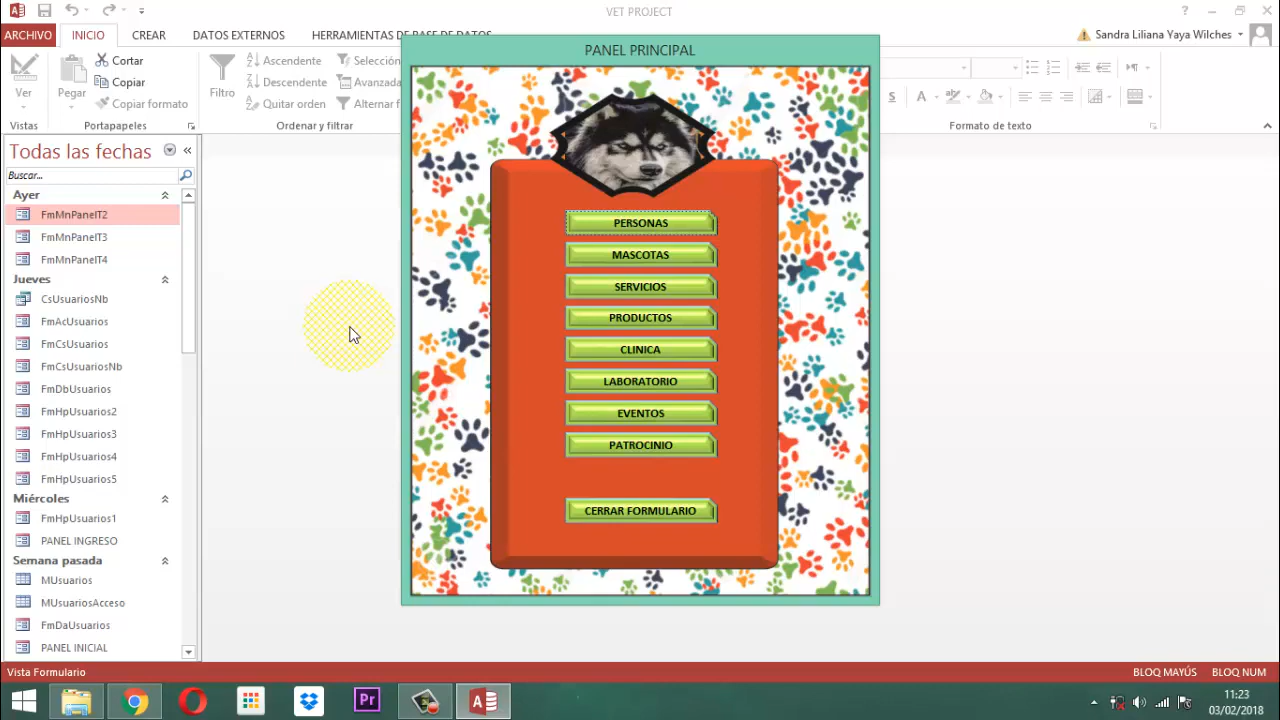 VET PROJECT
?
ARCHIVO INICIO CREAR DATOS EXTERNOS HERRAMIENTAS DE BASE DE DATOS
Sandra Liliana Yaya Wilches
Ver
Vistas
Pegar
Cortar
Copiar
Copiar formato
Portapapeles
Filtro
Ascendente
Descendente
Quitar orden
Selección
Avanzada
Alternar f
Ordenar y filtrar
S A
Formato de texto
Todas las fechas
Buscar...
Ayer
FmMnPanelT2
FmMnPanelT3
FmMnPanelT4
Jueves
CsUsuariosNb
FmAcUsuarios
FmCsUsuarios
FmCsUsuariosNb
FmDbUsuarios
FmHpUsuarios2
FmHpUsuarios3
FmHpUsuarios4
FmHpUsuarios5
Miércoles
FmHpUsuarios1
PANEL INGRESO
Semana pasada
MUsuarios
MUsuariosAcceso
FmDaUsuarios
PANEL INICIAL
PANEL PRINCIPAL
PERSONAS
MASCOTAS
SERVICIOS
PRODUCTOS
CLINICA
LABORATORIO
EVENTOS
PATROCINIO
CERRAR FORMULARIO
Vista Formulario
BLOQ MAYÚS BLOQ NUM
Pr
11:23
03/02/2018